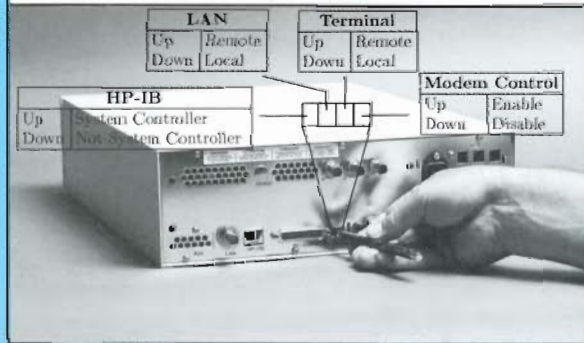 LAN
Up Remote
Down Local
Terminal
Up Remote
Down Local
HP-IB
Up System Controller
Down Not-System Controller
Modem Control
Up Enable
Down Disable
LAN